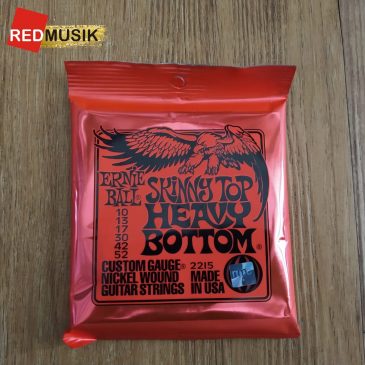 REDMUSIK
ERNIE BALL
SKINNY TOP
HEAVY
BOTTOM®
10
13
17
30
42
52
CUSTOM GAUGE®
NICKEL WOUND
GUITAR STRINGS
2215
MADE
IN USA